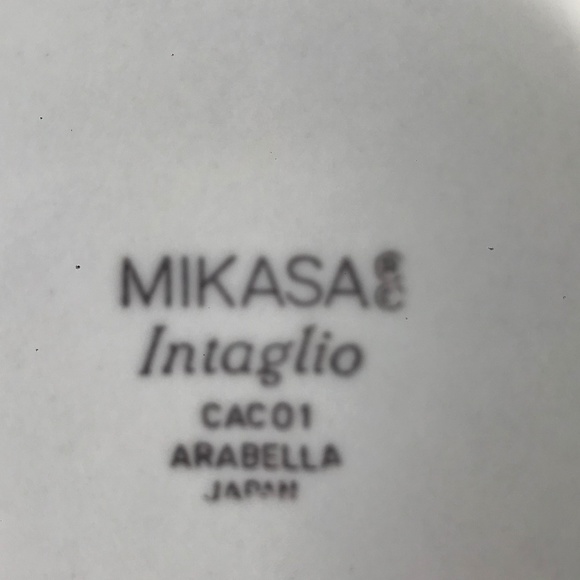 MIKASA®©
Intaglio
CAC01
ARABELLA
JAPAN